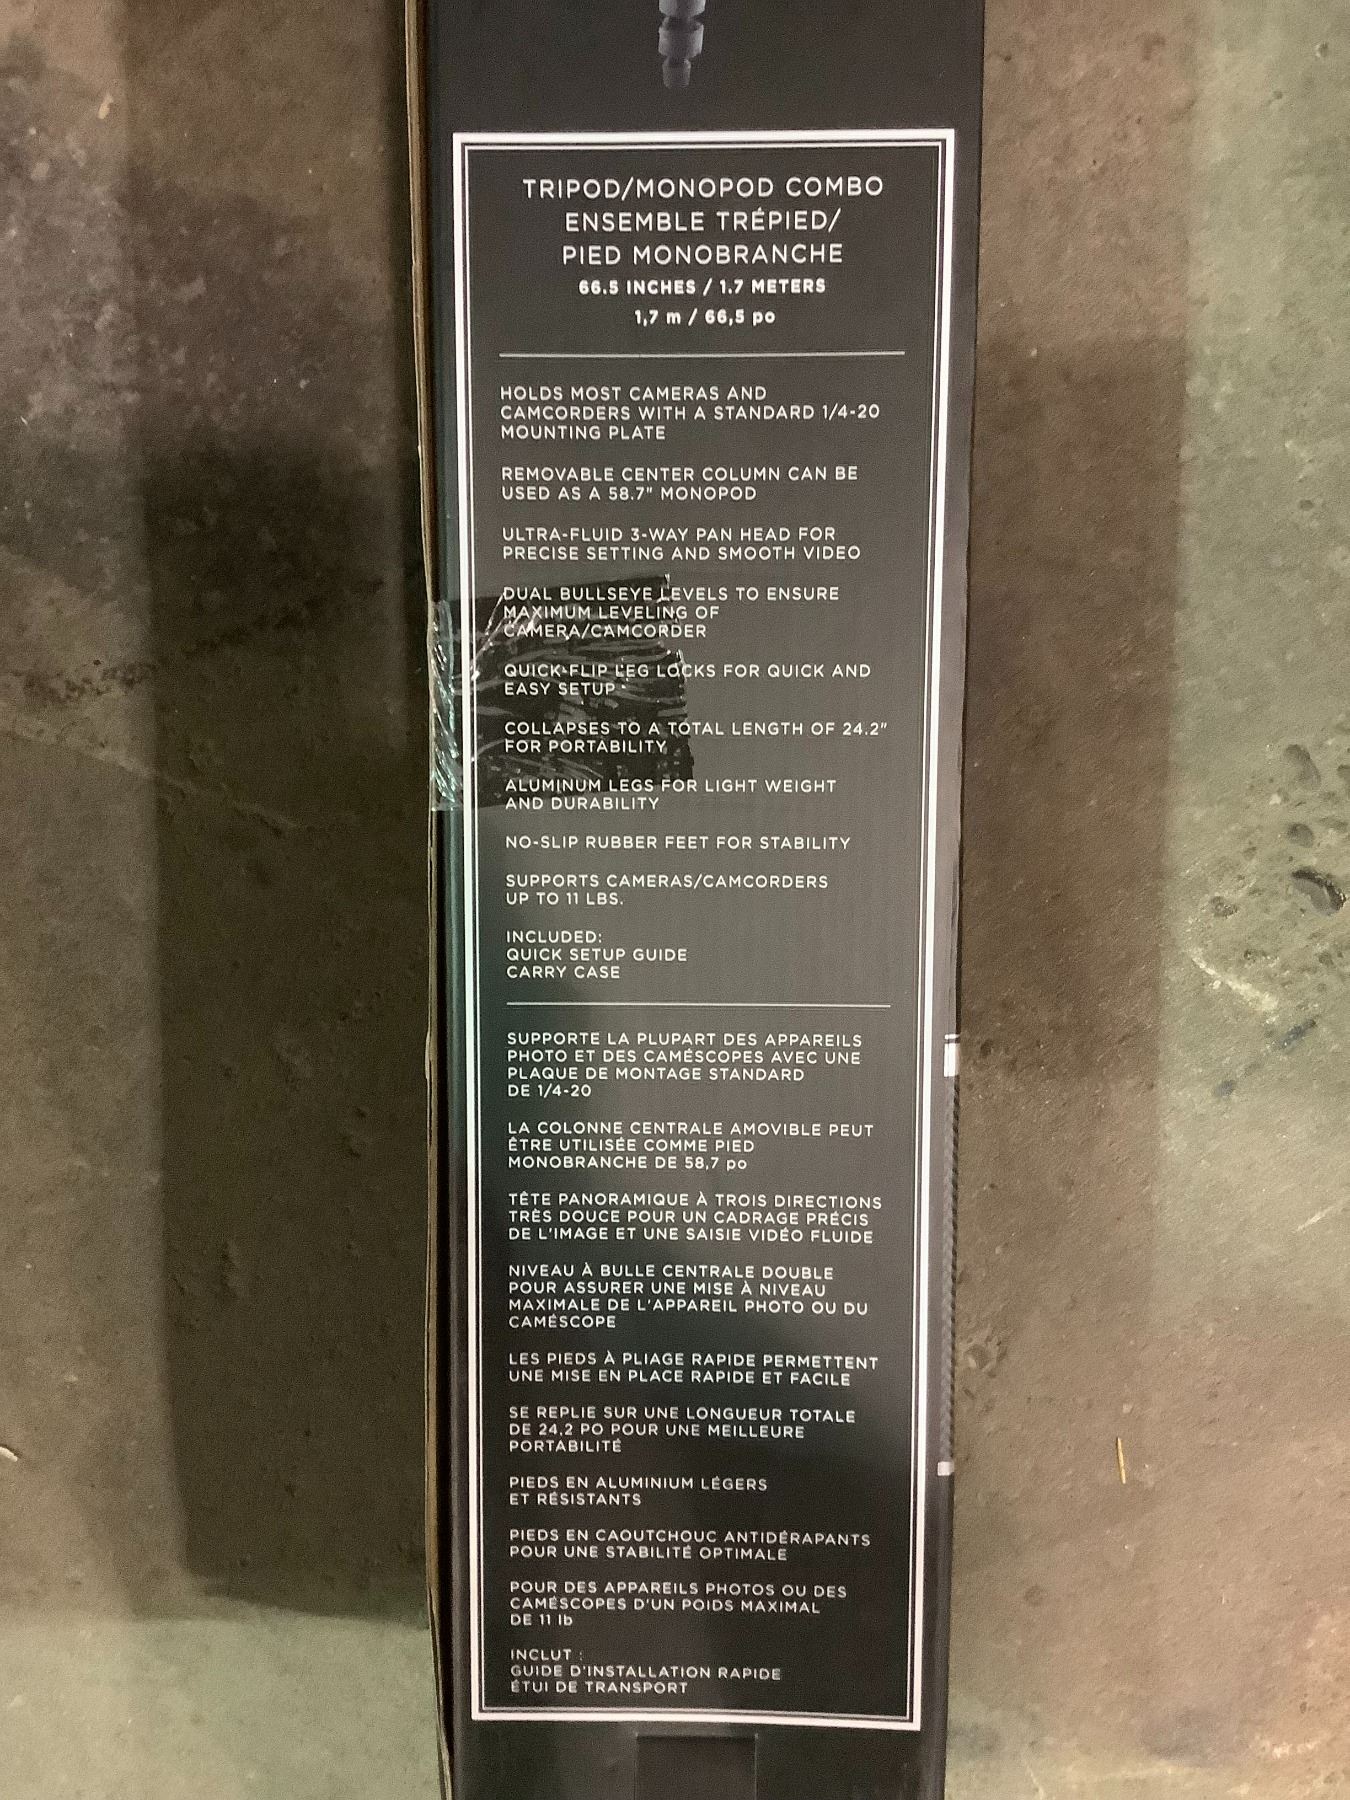 TRIPOD/MONOPOD COMBO
ENSEMBLE TRÉPIED/
PIED MONOBRANCHE
66.5 INCHES / 1.7 METERS
1,7 m / 66,5 po
HOLDS MOST CAMERAS AND
CAMCORDERS WITH A STANDARD 1/4-20
MOUNTING PLATE
REMOVABLE CENTER COLUMN CAN BE
USED AS A 58.7" MONOPOD
ULTRA-FLUID 3-WAY PAN HEAD FOR
PRECISE SETTING AND SMOOTH VIDEO
DUAL BULLSEYE LEVELS TO ENSURE
MAXIMUM LEVELING OF
CAMERA/CAMCORDER
QUICK-FLIP LEG LOCKS FOR QUICK AND
EASY SETUP
COLLAPSES TO A TOTAL LENGTH OF 24.2"
FOR PORTABILITY
ALUMINUM LEGS FOR LIGHT WEIGHT
AND DURABILITY
NO-SLIP RUBBER FEET FOR STABILITY
SUPPORTS CAMERAS/CAMCORDERS
UP TO 11 LBS.
INCLUDED:
QUICK SETUP GUIDE
CARRY CASE
SUPPORTE LA PLUPART DES APPAREILS
PHOTO ET DES CAMÉSCOPES AVEC UNE
PLAQUE DE MONTAGE STANDARD
DE 1/4-20
LA COLONNE CENTRALE AMOVIBLE PEUT
ÊTRE UTILISÉE COMME PIED
MONOBRANCHE DE 58,7 po
TÊTE PANORAMIQUE À TROIS DIRECTIONS
TRÈS DOUCE POUR UN CADRAGE PRÉCIS
DE L'IMAGE ET UNE SAISIE VIDÉO FLUIDE
NIVEAU À BULLE CENTRALE DOUBLE
POUR ASSURER UNE MISE À NIVEAU
MAXIMALE DE L'APPAREIL PHOTO OU DU
CAMÉSCOPE
LES PIEDS À PLIAGE RAPIDE PERMETTENT
UNE MISE EN PLACE RAPIDE ET FACILE
SE REPLIE SUR UNE LONGUEUR TOTALE
DE 24,2 PO POUR UNE MEILLEURE
PORTABILITÉ
PIEDS EN ALUMINIUM LÉGERS
ET RÉSISTANTS
PIEDS EN CAOUTCHOUC ANTIDÉRAPANTS
POUR UNE STABILITÉ OPTIMALE
POUR DES APPAREILS PHOTOS OU DES
CAMÉSCOPES D'UN POIDS MAXIMAL
DE 11 lb
INCLUT :
GUIDE D'INSTALLATION RAPIDE
ÉTUI DE TRANSPORT